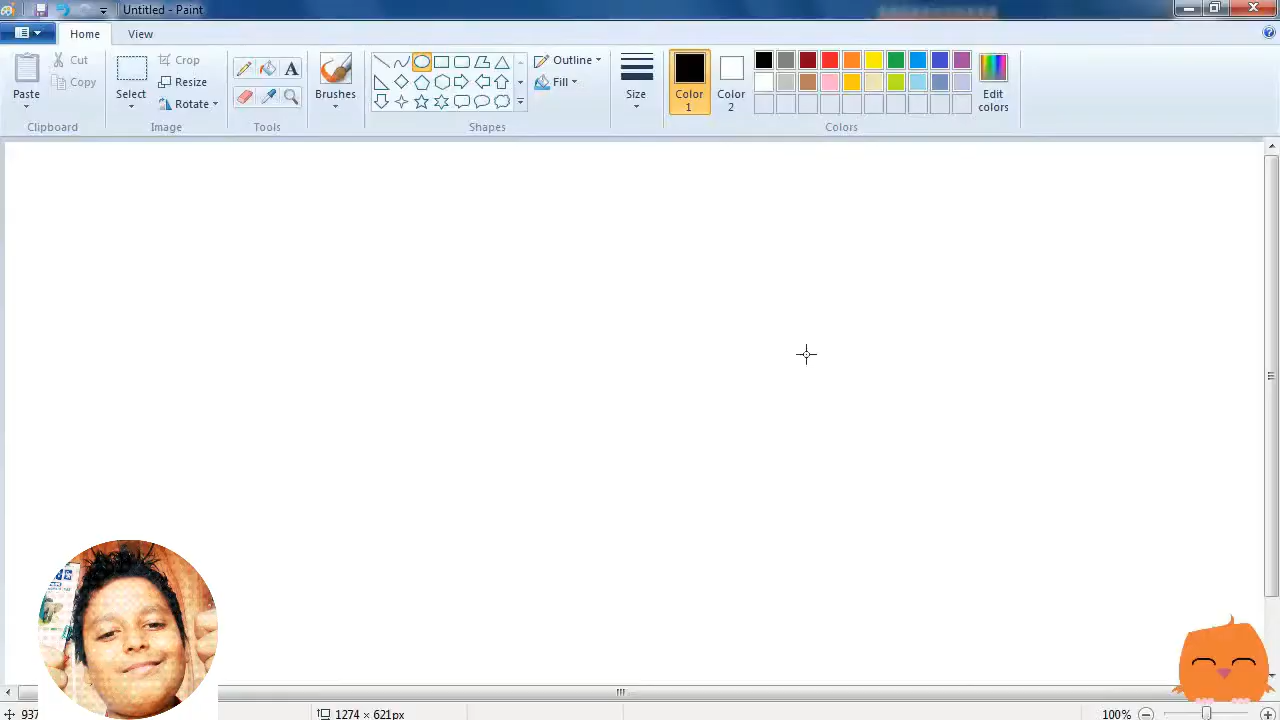 Untitled - Paint
Home View
Paste
Cut
Copy
Clipboard
Select
Crop
Resize
Rotate
Image
A
Tools
Brushes
Outline
Fill
Shapes
Size
Color
1
Color
2
Edit
colors
Colors
937
1274 × 621px
100%